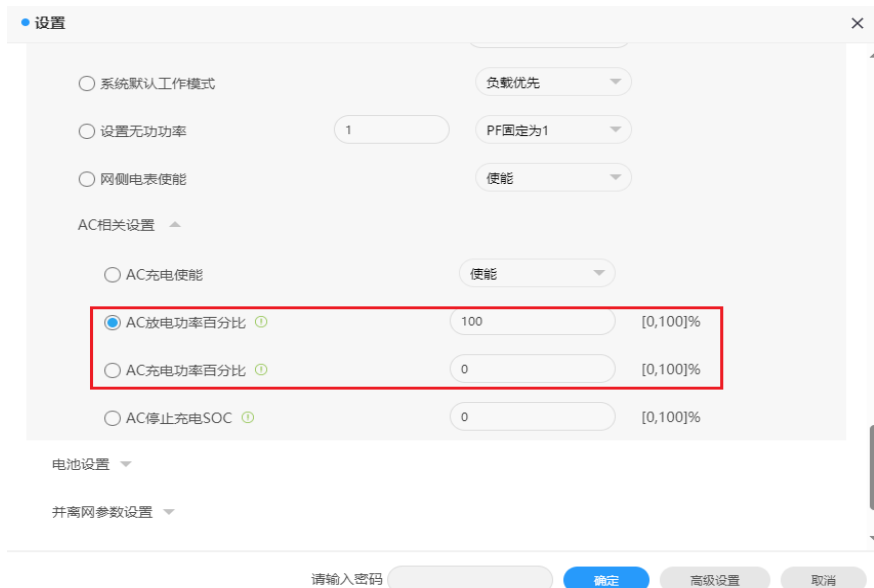 设置
系统默认工作模式 负载优先
设置无功功率 1 PF固定为1
网侧电表使能 使能
AC相关设置
AC充电使能 使能
AC放电功率百分比 100 [0,100]%
AC充电功率百分比 0 [0,100]%
AC停止充电SOC 0 [0,100]%
电池设置
并离网参数设置
请输入密码 确定 高级设置 取消